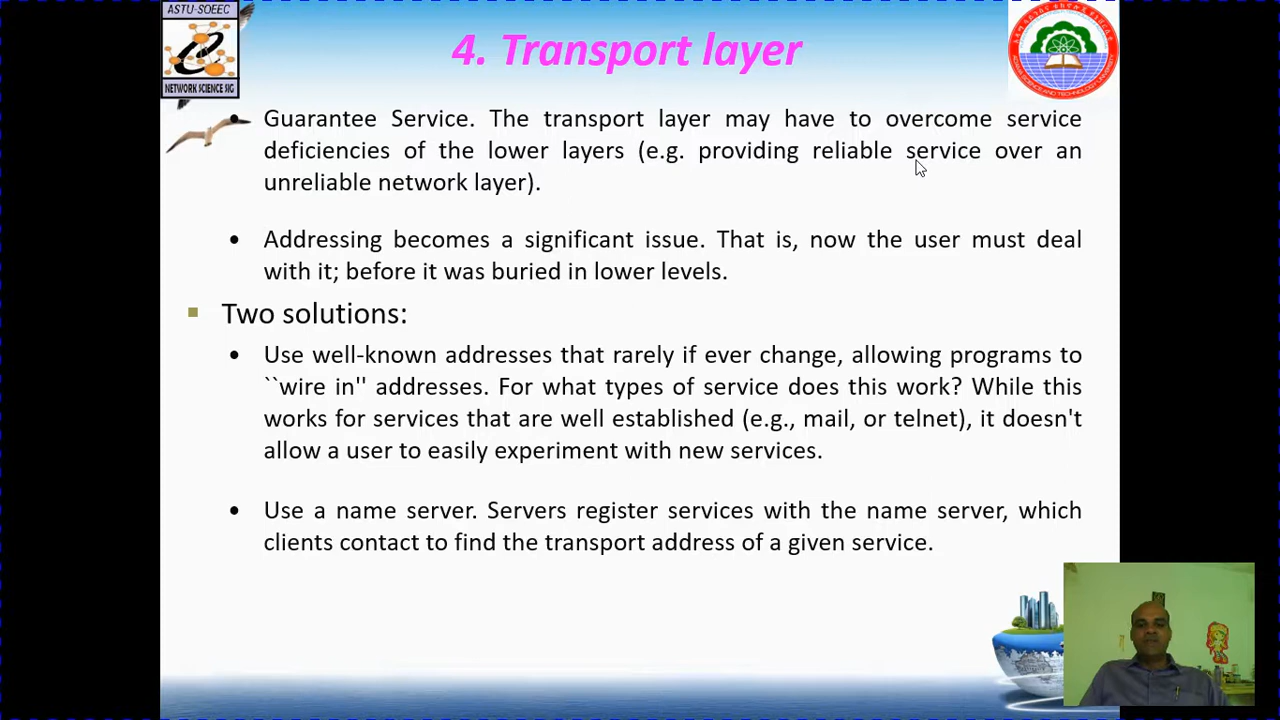 ASTU-SOEEC
NETWORK SCIENCE SIG
4. Transport layer
• Guarantee Service. The transport layer may have to overcome service
deficiencies of the lower layers (e.g. providing reliable service over an
unreliable network layer).
• Addressing becomes a significant issue. That is, now the user must deal
with it; before it was buried in lower levels.
Two solutions:
• Use well-known addresses that rarely if ever change, allowing programs to
``wire in'' addresses. For what types of service does this work? While this
works for services that are well established (e.g., mail, or telnet), it doesn't
allow a user to easily experiment with new services.
• Use a name server. Servers register services with the name server, which
clients contact to find the transport address of a given service.